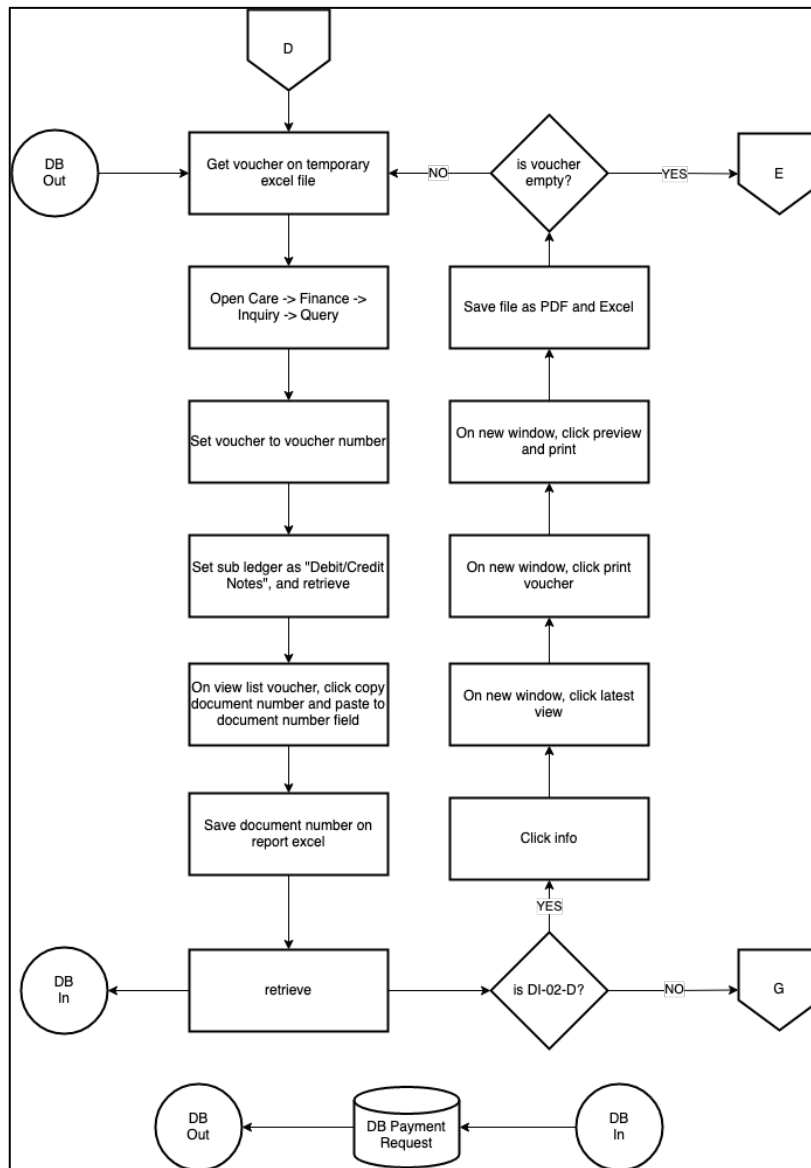 D
DB
Out
Get voucher on temporary
excel file
NO
is voucher
empty?
YES
E
Open Care -> Finance ->
Inquiry -> Query
Save file as PDF and Excel
Set voucher to voucher number
On new window, click preview
and print
Set sub ledger as "Debit/Credit
Notes", and retrieve
On new window, click print
voucher
On view list voucher, click copy
document number and paste to
document number field
On new window, click latest
view
Save document number on
report excel
Click info
YES
DB
In
retrieve
is DI-02-D?
NO
G
DB
Out
DB Payment
Request
DB
In